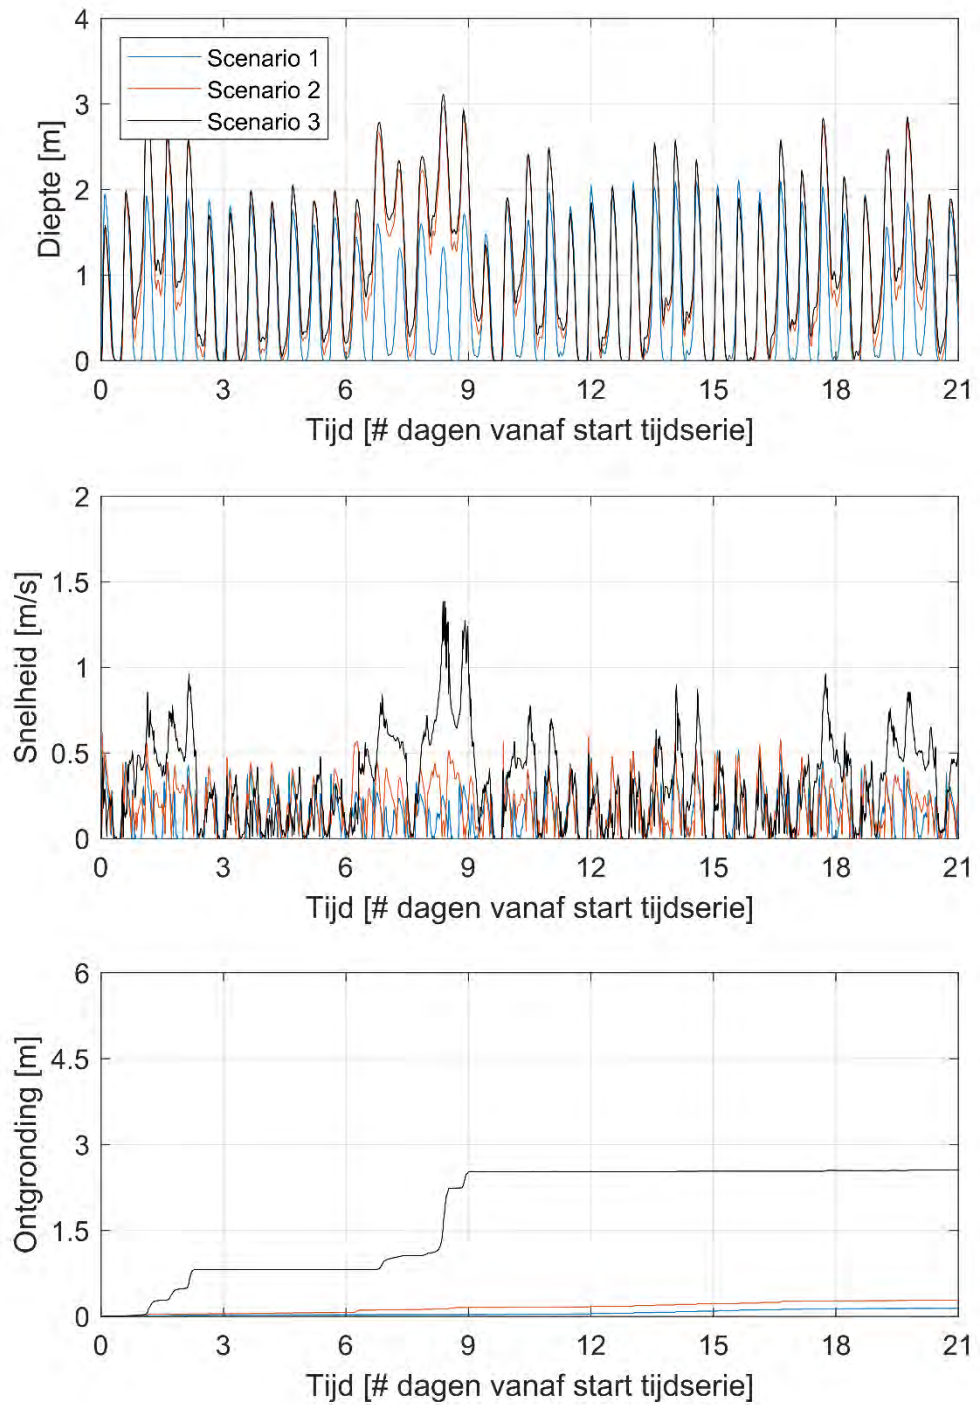 4
3
2
1
0
Diepte [m]
Scenario 1
Scenario 2
Scenario 3
0 3 6 9 12 15 18 21
Tijd [# dagen vanaf start tijdserie]
2
1.5
1
0.5
0
Snelheid [m/s]
0 3 6 9 12 15 18 21
Tijd [# dagen vanaf start tijdserie]
6
4.5
3
1.5
0
Ontgronding [m]
0 3 6 9 12 15 18 21
Tijd [# dagen vanaf start tijdserie]